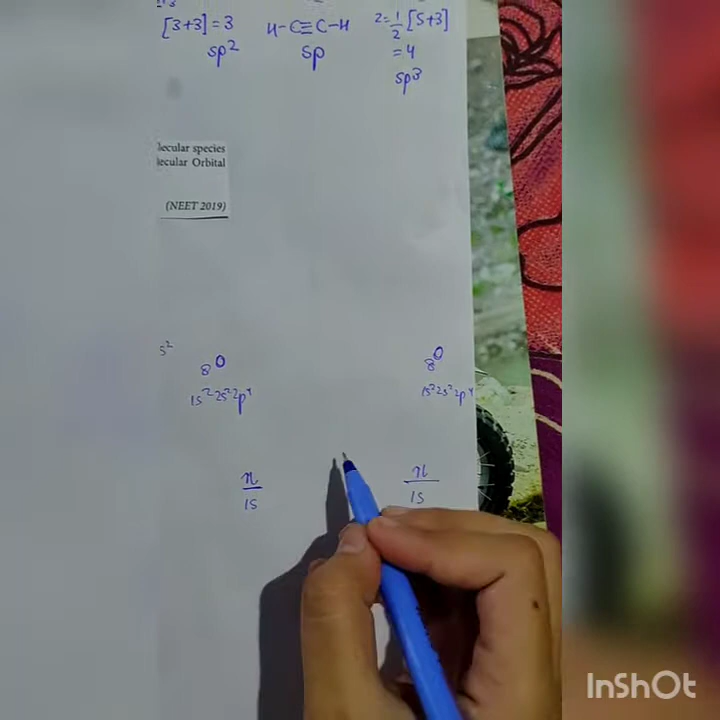 [3+3]=3 H-C≡C-H 2=1/2[5+3]
sp² sp =4
sp³
lecular species
lecular Orbital
(NEET 2019)
s²
₈O ₈O
1s²2s²2p⁴ 1s²2s²2p⁴
1s 1s
InShOt